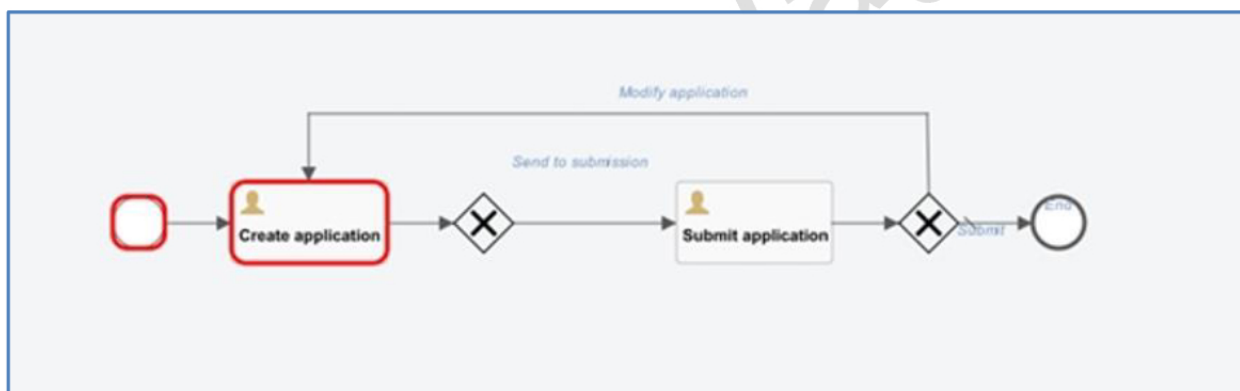 Modify application
Send to submission
Create application
Submit application
End
Submit